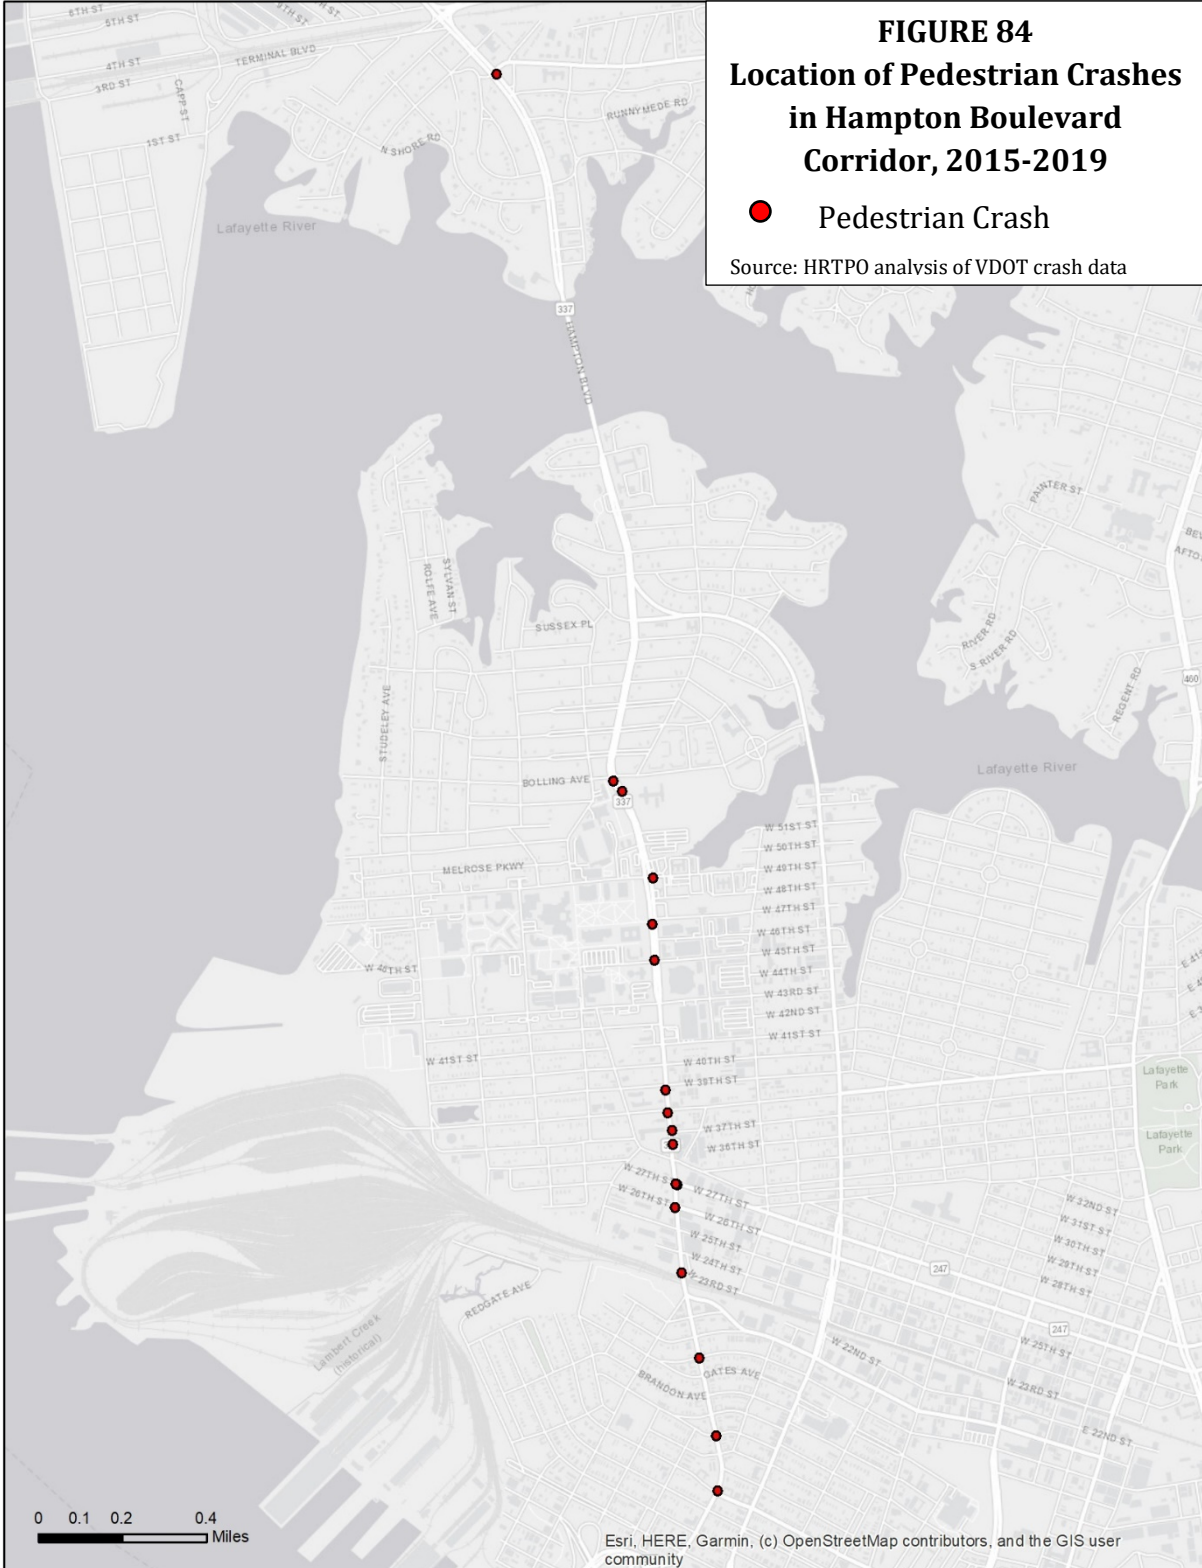 FIGURE 84
Location of Pedestrian Crashes
in Hampton Boulevard
Corridor, 2015-2019
Pedestrian Crash
Source: HRTPO analysis of VDOT crash data
6TH ST
5TH ST
9TH ST
4TH ST
3RD ST
TERMINAL BLVD
CAPP ST
1ST ST
N SHORE RD
RUNNYMEDE RD
Lafayette River
337
HAMPTON BLVD
PAINTER ST
SYLVAN ST
ROLFE AVE
SUSSEX PL
RIVER RD
S RIVER RD
REGENT RD
460
STUDELEY AVE
BOLLING AVE
337
Lafayette River
W 51ST ST
W 50TH ST
MELROSE PKWY
W 49TH ST
W 48TH ST
W 47TH ST
W 46TH ST
W 45TH ST
W 44TH ST
W 43RD ST
W 42ND ST
W 41ST ST
W 41ST ST
W 40TH ST
W 39TH ST
W 37TH ST
W 36TH ST
Lafayette
Park
Lafayette
Park
W 27TH ST
W 27TH ST
W 26TH ST
W 26TH ST
W 25TH ST
W 24TH ST
W 23RD ST
W 32ND ST
W 31ST ST
W 30TH ST
W 29TH ST
W 28TH ST
247
247
REDGATE AVE
Lambert Creek
(historical)
W 22ND ST
W 25TH ST
W 23RD ST
E 22ND ST
GATES AVE
BRANDON AVE
0 0.1 0.2 0.4
Miles
Esri, HERE, Garmin, (c) OpenStreetMap contributors, and the GIS user
community